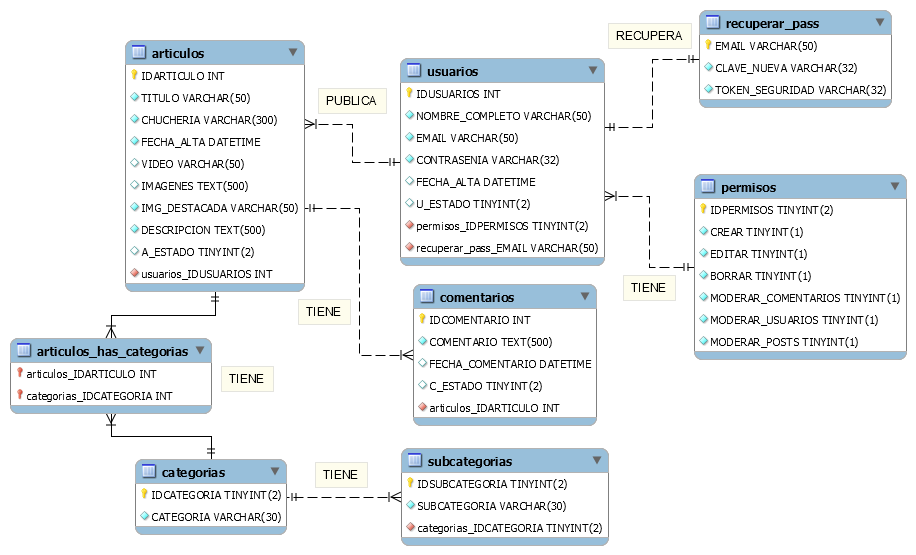 articulos
IDARTICULO INT
TITULO VARCHAR(50)
CHUCHERIA VARCHAR(300)
FECHA_ALTA DATETIME
VIDEO VARCHAR(50)
IMAGENES TEXT(500)
IMG_DESTACADA VARCHAR(50)
DESCRIPCION TEXT(500)
A_ESTADO TINYINT(2)
usuarios_IDUSUARIOS INT
PUBLICA
usuarios
IDUSUARIOS INT
NOMBRE_COMPLETO VARCHAR(50)
EMAIL VARCHAR(50)
CONTRASENIA VARCHAR(32)
FECHA_ALTA DATETIME
U_ESTADO TINYINT(2)
permisos_IDPERMISOS TINYINT(2)
recuperar_pass_EMAIL VARCHAR(50)
RECUPERA
recuperar_pass
EMAIL VARCHAR(50)
CLAVE_NUEVA VARCHAR(32)
TOKEN_SEGURIDAD VARCHAR(32)
permisos
IDPERMISOS TINYINT(2)
CREAR TINYINT(1)
EDITAR TINYINT(1)
BORRAR TINYINT(1)
MODERAR_COMENTARIOS TINYINT(1)
MODERAR_USUARIOS TINYINT(1)
MODERAR_POSTS TINYINT(1)
TIENE
TIENE
comentarios
IDCOMENTARIO INT
COMENTARIO TEXT(500)
FECHA_COMENTARIO DATETIME
C_ESTADO TINYINT(2)
articulos_IDARTICULO INT
articulos_has_categorias
articulos_IDARTICULO INT
categorias_IDCATEGORIA INT
TIENE
categorias
IDCATEGORIA TINYINT(2)
CATEGORIA VARCHAR(30)
TIENE
subcategorias
IDSUBCATEGORIA TINYINT(2)
SUBCATEGORIA VARCHAR(30)
categorias_IDCATEGORIA TINYINT(2)